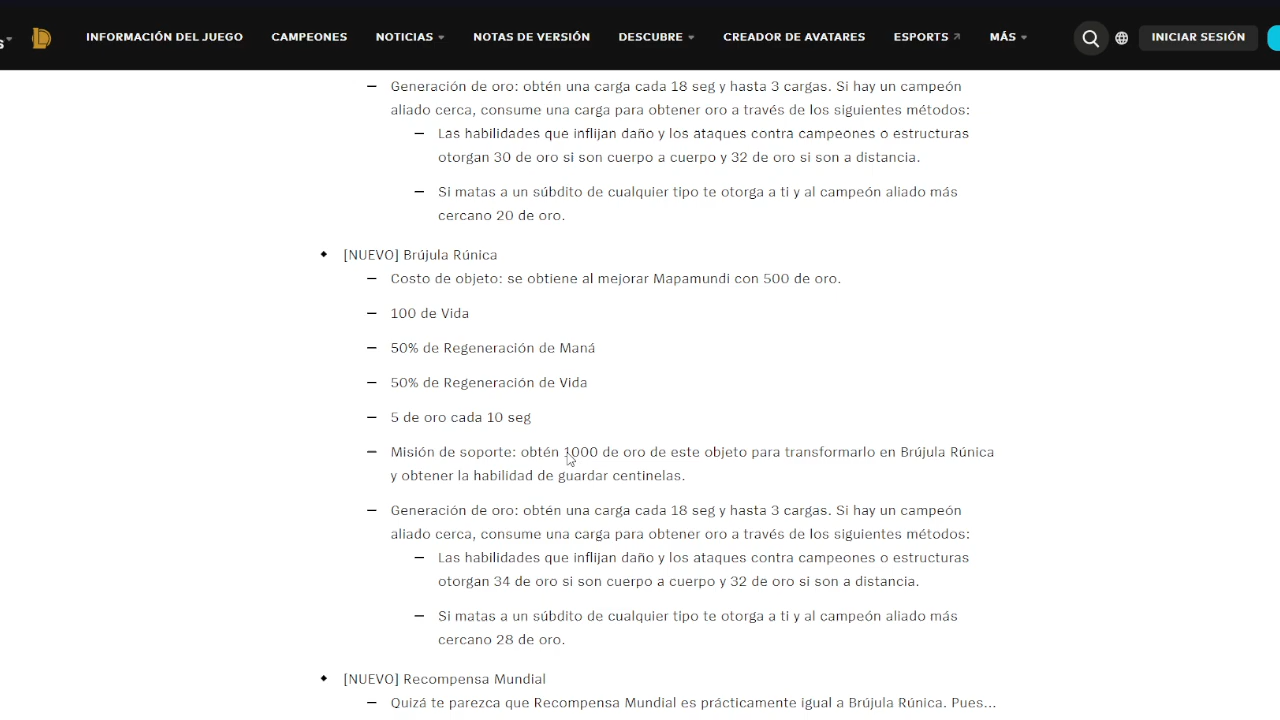 INFORMACIÓN DEL JUEGO CAMPEONES NOTICIAS NOTAS DE VERSIÓN DESCUBRE CREADOR DE AVATARES ESPORTS MÁS INICIAR SESIÓN
Generación de oro: obtén una carga cada 18 seg y hasta 3 cargas. Si hay un campeón
aliado cerca, consume una carga para obtener oro a través de los siguientes métodos:
Las habilidades que inflijan daño y los ataques contra campeones o estructuras
otorgan 30 de oro si son cuerpo a cuerpo y 32 de oro si son a distancia.
Si matas a un súbdito de cualquier tipo te otorga a ti y al campeón aliado más
cercano 20 de oro.
[NUEVO] Brújula Rúnica
Costo de objeto: se obtiene al mejorar Mapamundi con 500 de oro.
100 de Vida
50% de Regeneración de Maná
50% de Regeneración de Vida
5 de oro cada 10 seg
Misión de soporte: obtén 1000 de oro de este objeto para transformarlo en Brújula Rúnica
y obtener la habilidad de guardar centinelas.
Generación de oro: obtén una carga cada 18 seg y hasta 3 cargas. Si hay un campeón
aliado cerca, consume una carga para obtener oro a través de los siguientes métodos:
Las habilidades que inflijan daño y los ataques contra campeones o estructuras
otorgan 34 de oro si son cuerpo a cuerpo y 32 de oro si son a distancia.
Si matas a un súbdito de cualquier tipo te otorga a ti y al campeón aliado más
cercano 28 de oro.
[NUEVO] Recompensa Mundial
Quizá te parezca que Recompensa Mundial es prácticamente igual a Brújula Rúnica. Pues...